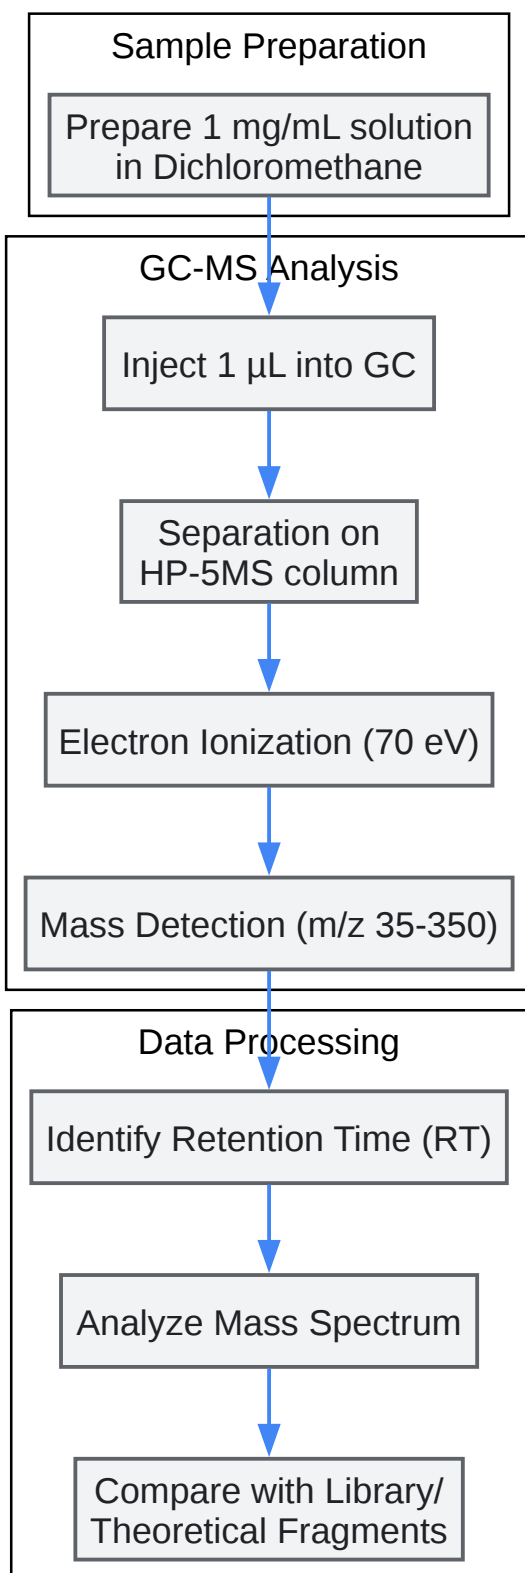 Sample Preparation
Prepare 1 mg/mL solution
in Dichloromethane
GC-MS Analysis
Inject 1 µL into GC
Separation on
HP-5MS column
Electron Ionization (70 eV)
Mass Detection (m/z 35-350)
Data Processing
Identify Retention Time (RT)
Analyze Mass Spectrum
Compare with Library/
Theoretical Fragments